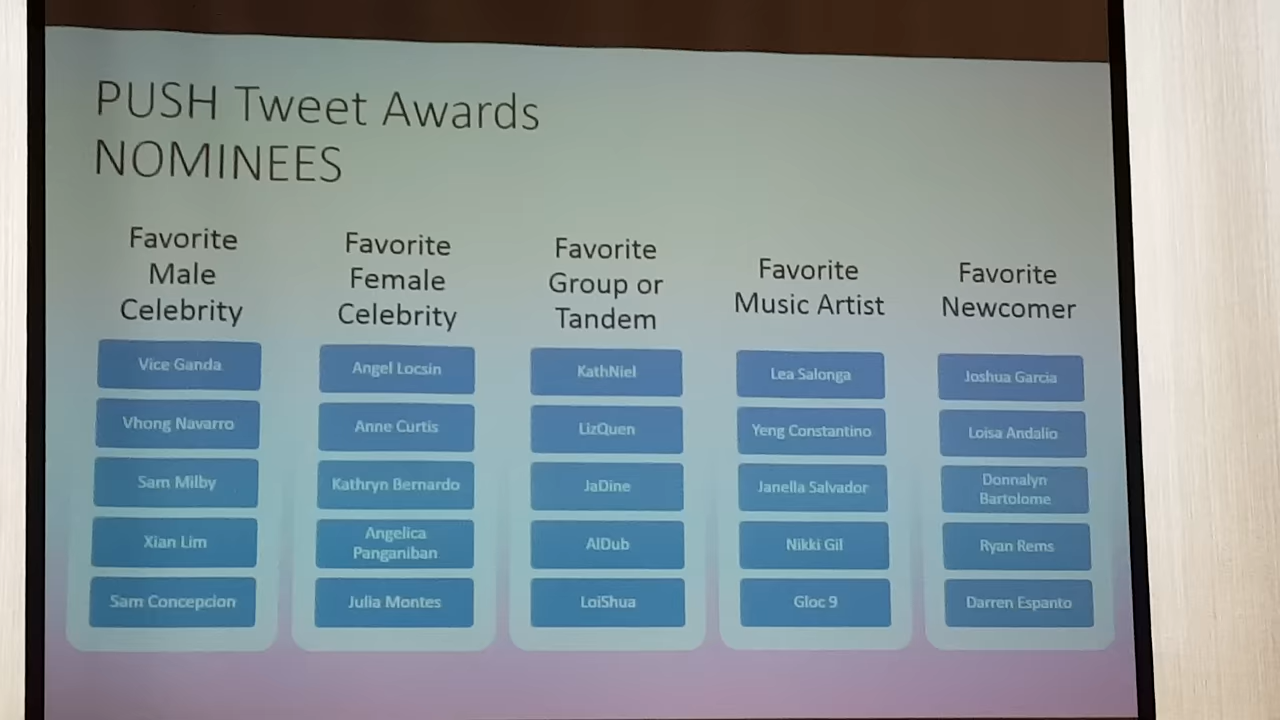 PUSH Tweet Awards
NOMINEES
Favorite
Male
Celebrity
Vice Ganda
Vhong Navarro
Sam Milby
Xian Lim
Sam Concepcion
Favorite
Female
Celebrity
Angel Locsin
Anne Curtis
Kathryn Bernardo
Angelica
Panganiban
Julia Montes
Favorite
Group or
Tandem
KathNiel
LizQuen
JaDine
AlDub
LoiShua
Favorite
Music Artist
Lea Salonga
Yeng Constantino
Janella Salvador
Nikki Gil
Gloc 9
Favorite
Newcomer
Joshua Garcia
Loisa Andalio
Donnalyn
Bartolome
Ryan Rems
Darren Espanto